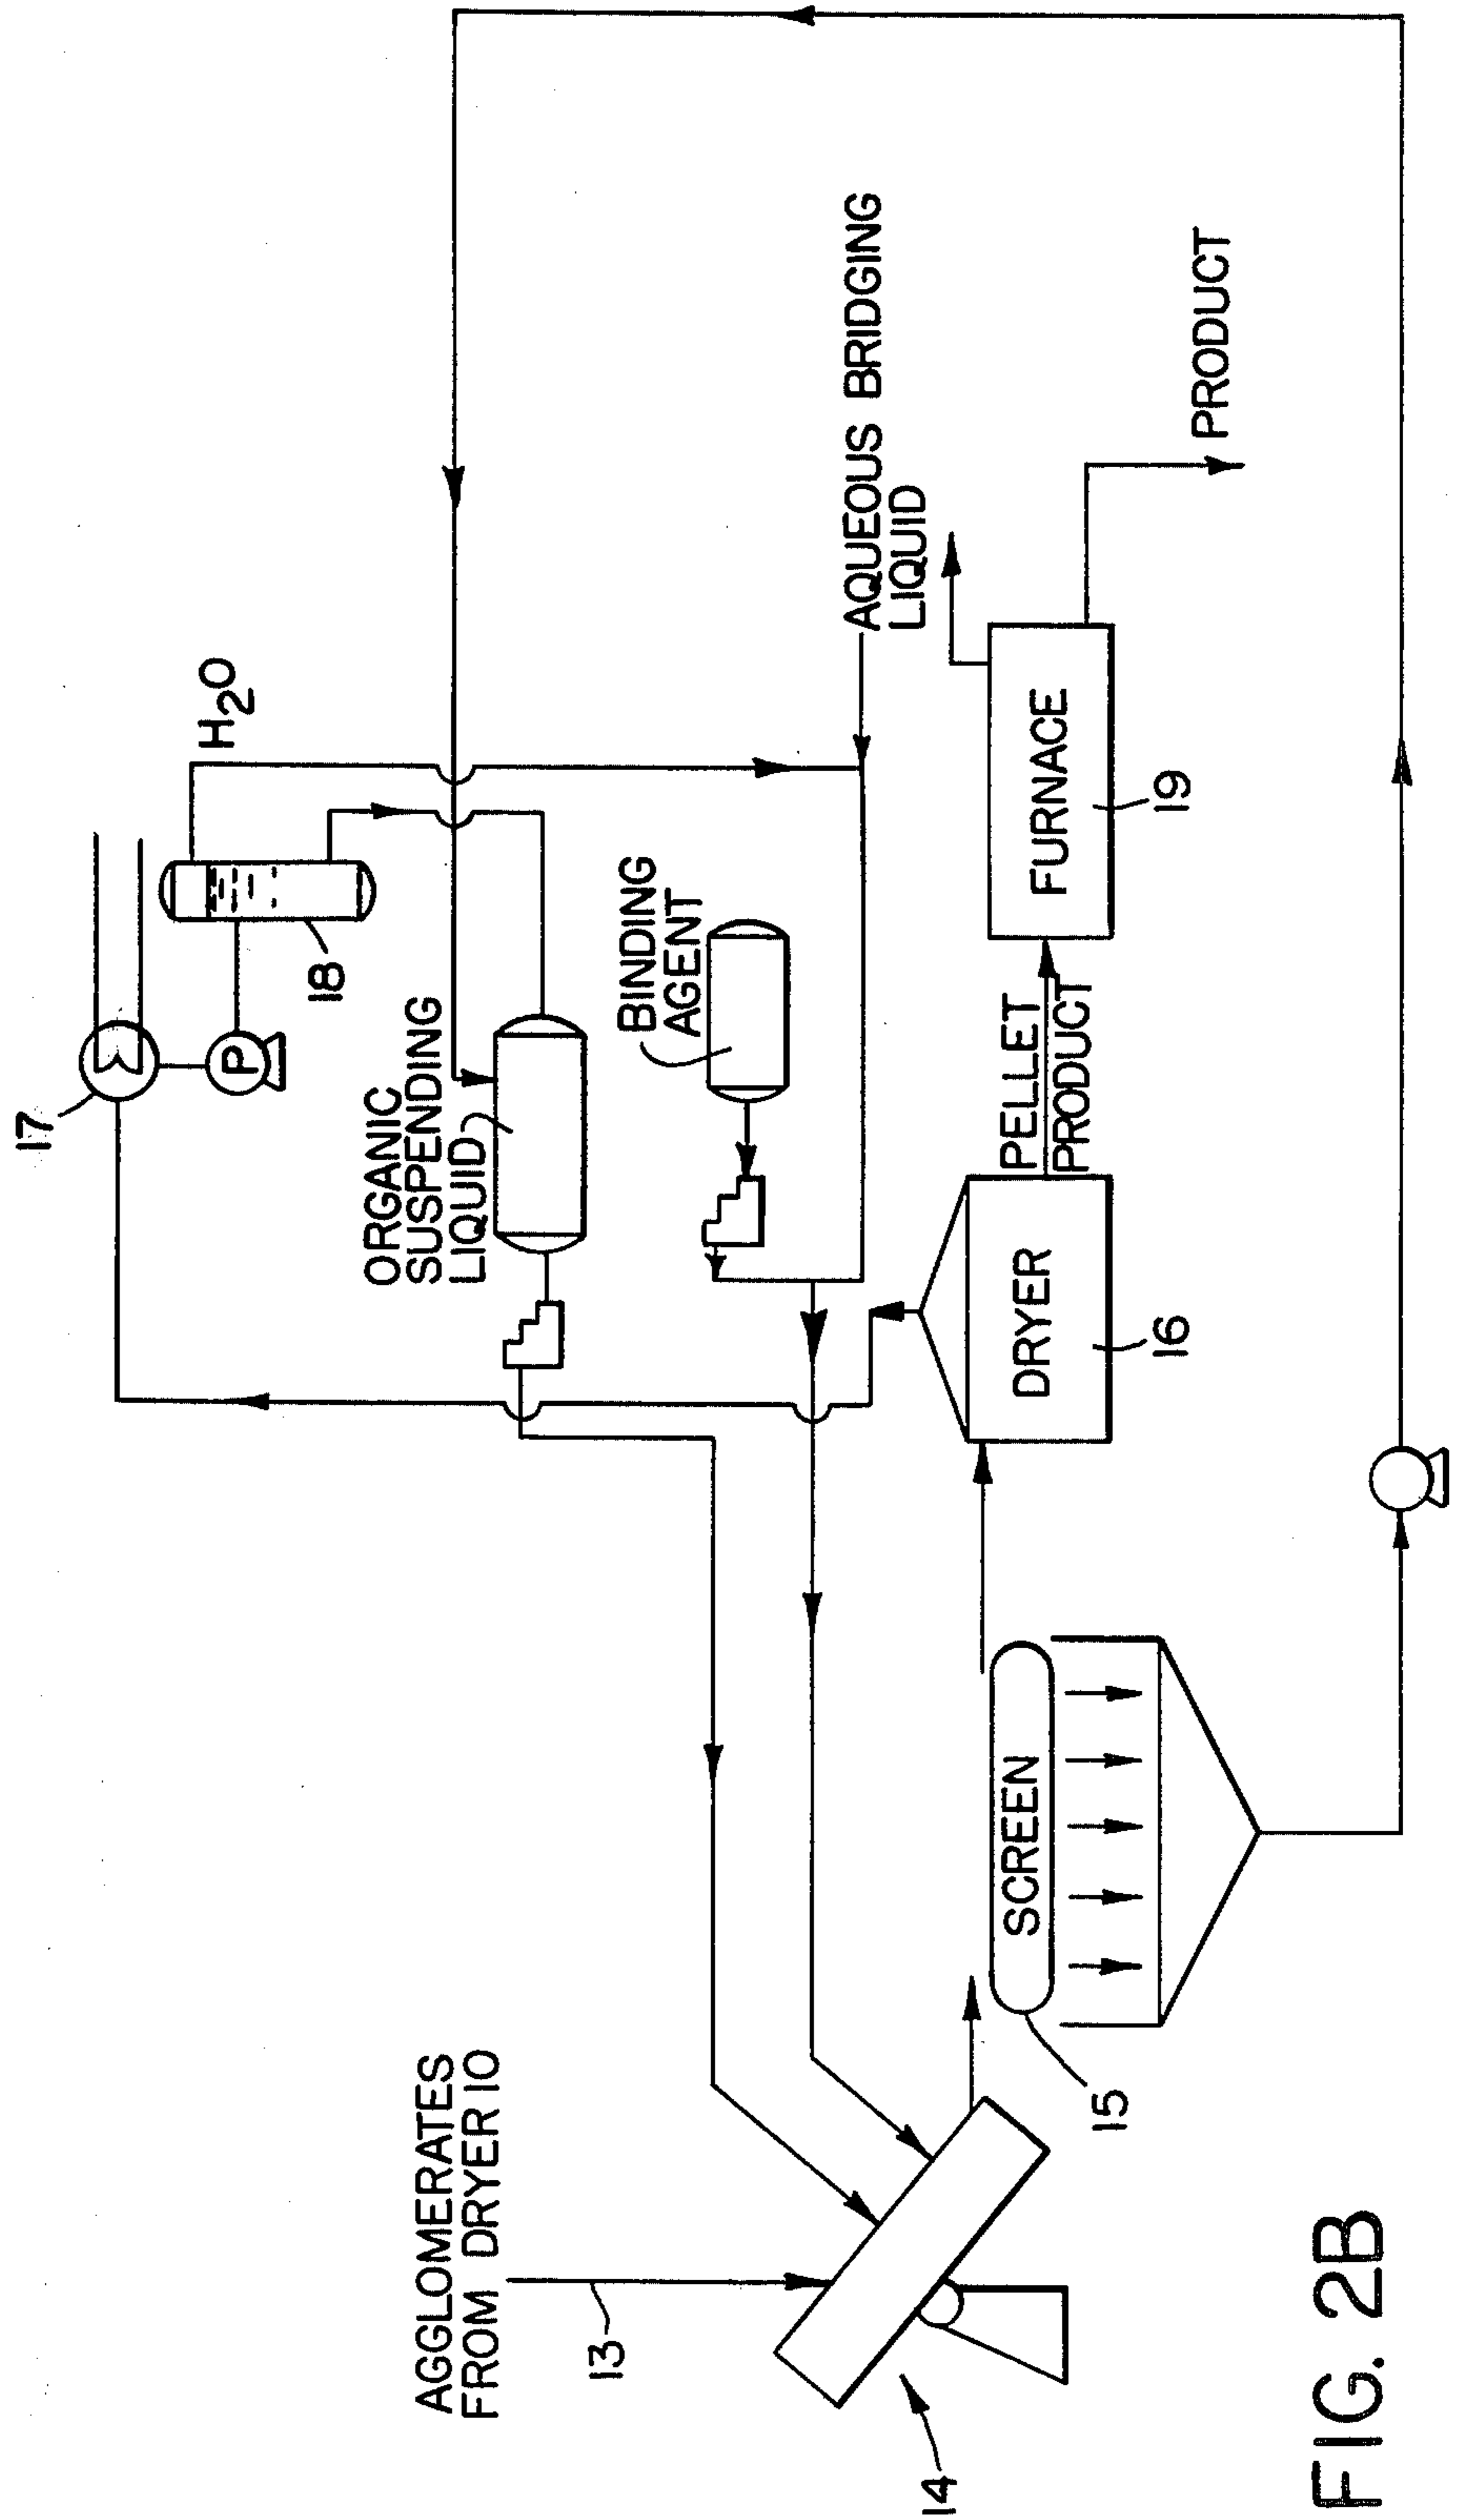 17
H2O
18
P
ORGANIC
SUSPENDING
LIQUID
BINDING
AGENT
AQUEOUS BRIDGING
LIQUID
AGGLOMERATES
FROM DRYER 10
13
14
SCREEN
15
DRYER
16
PELLET
PRODUCT
FURNACE
19
PRODUCT
FIG. 2B